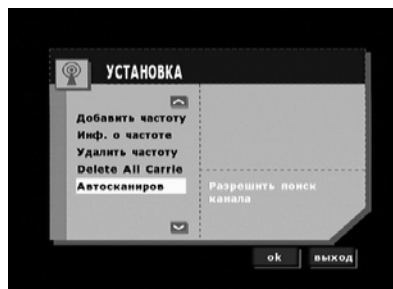 УСТАНОВКА
Добавить частоту
Инф. о частоте
Удалить частоту
Delete All Carrie
Автосканиров
Разрешить поиск
канала
ok
выход